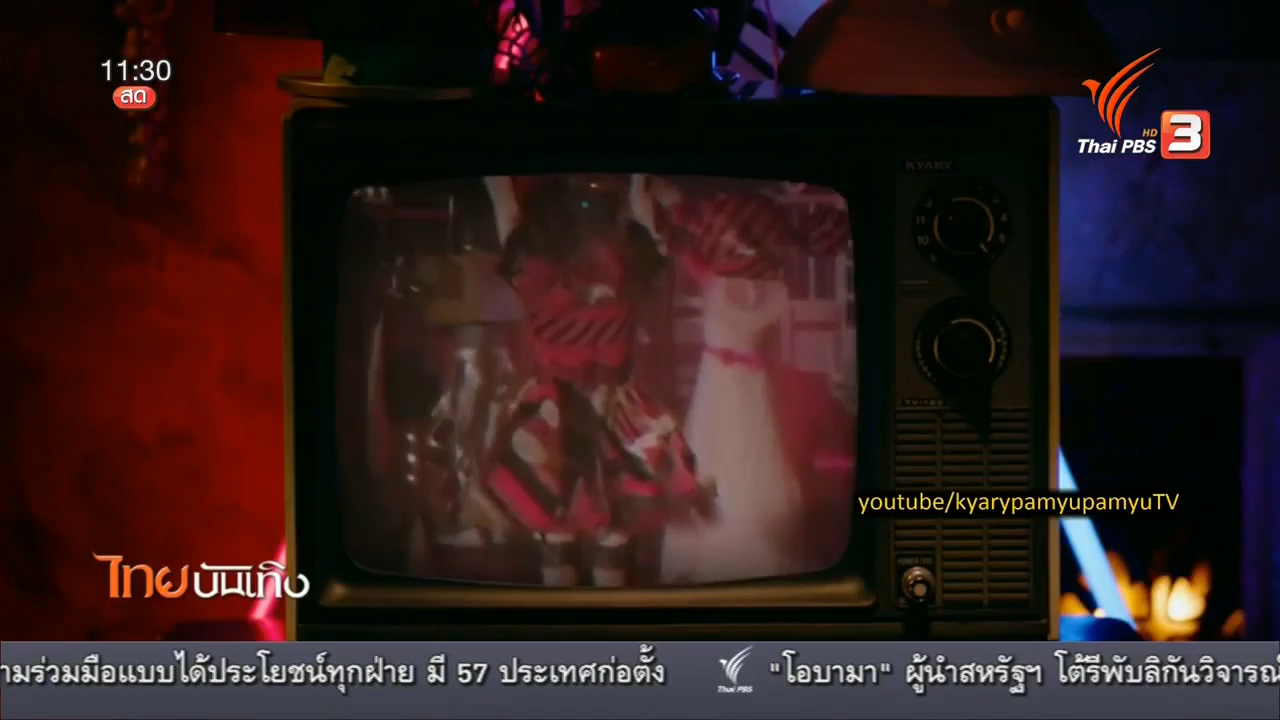 11:30
สด
HD
Thai PBS 3
KYARY
youtube/kyarypamyupamyuTV
ไทยบันเทิง
ามร่วมมือแบบได้ประโยชน์ทุกฝ่าย มี 57 ประเทศก่อตั้ง Thai PBS "โอบามา" ผู้นำสหรัฐฯ โต้รีพับลิกันวิจารณ์